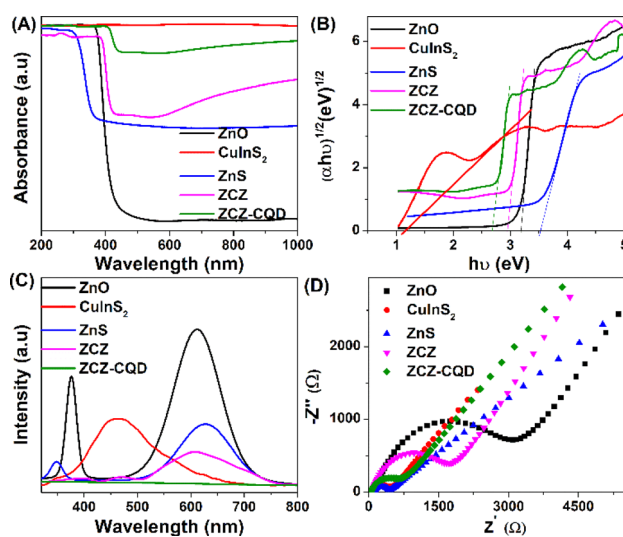 (A)
Absorbance (a.u)
ZnO
CuInS₂
ZnS
ZCZ
ZCZ-CQD
200 400 600 800 1000
Wavelength (nm)
(B)
(αhυ)^1/2(eV)^1/2
6
4
2
0
ZnO
CuInS₂
ZnS
ZCZ
ZCZ-CQD
1 2 3 4 5
hυ (eV)
(C)
Intensity (a.u)
ZnO
CuInS₂
ZnS
ZCZ
ZCZ-CQD
400 500 600 700 800
Wavelength (nm)
(D)
-Z'' (Ω)
3000
2000
1000
0
ZnO
CuInS₂
ZnS
ZCZ
ZCZ-CQD
0 1500 3000 4500
Z' (Ω)